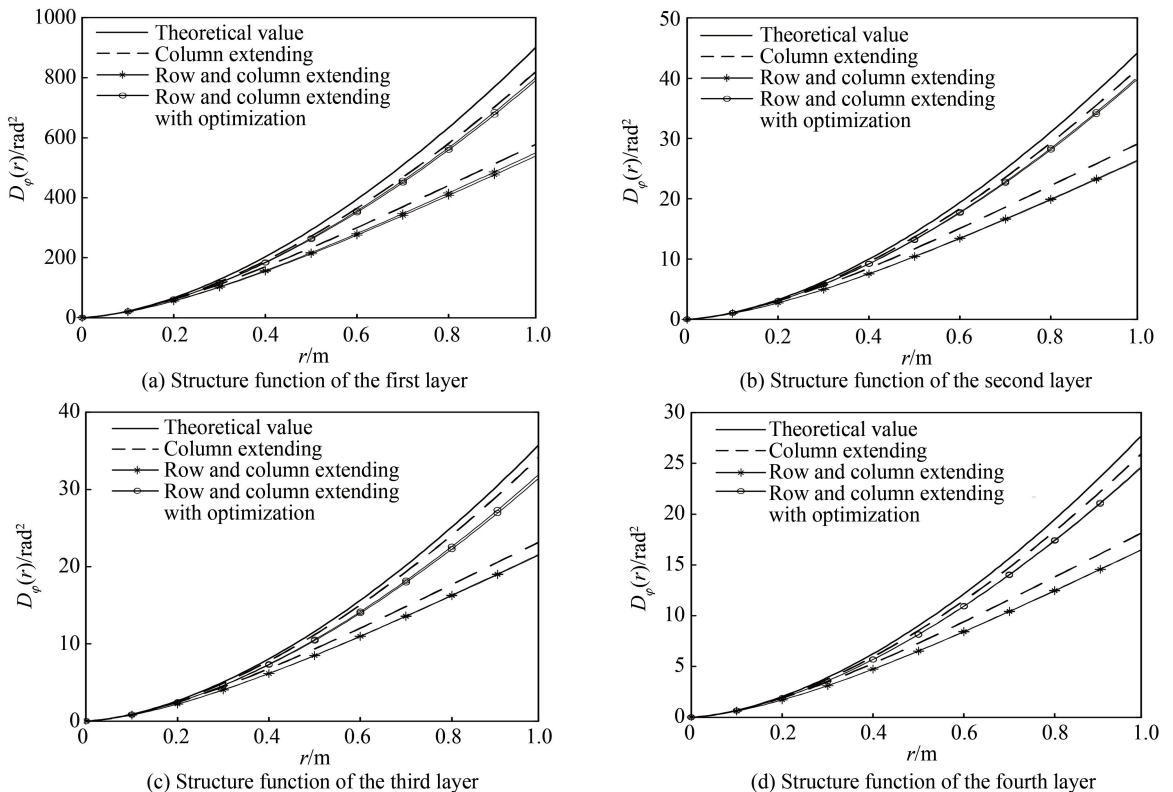 1000
800
600
400
200
0
Dφ(r)/rad²
Theoretical value
Column extending
Row and column extending
Row and column extending
with optimization
0 0.2 0.4 0.6 0.8 1.0
r/m
(a) Structure function of the first layer
50
40
30
20
10
0
Dφ(r)/rad²
Theoretical value
Column extending
Row and column extending
Row and column extending
with optimization
0 0.2 0.4 0.6 0.8 1.0
r/m
(b) Structure function of the second layer
40
30
20
10
0
Dφ(r)/rad²
Theoretical value
Column extending
Row and column extending
Row and column extending
with optimization
0 0.2 0.4 0.6 0.8 1.0
r/m
(c) Structure function of the third layer
30
25
20
15
10
5
0
Dφ(r)/rad²
Theoretical value
Column extending
Row and column extending
Row and column extending
with optimization
0 0.2 0.4 0.6 0.8 1.0
r/m
(d) Structure function of the fourth layer